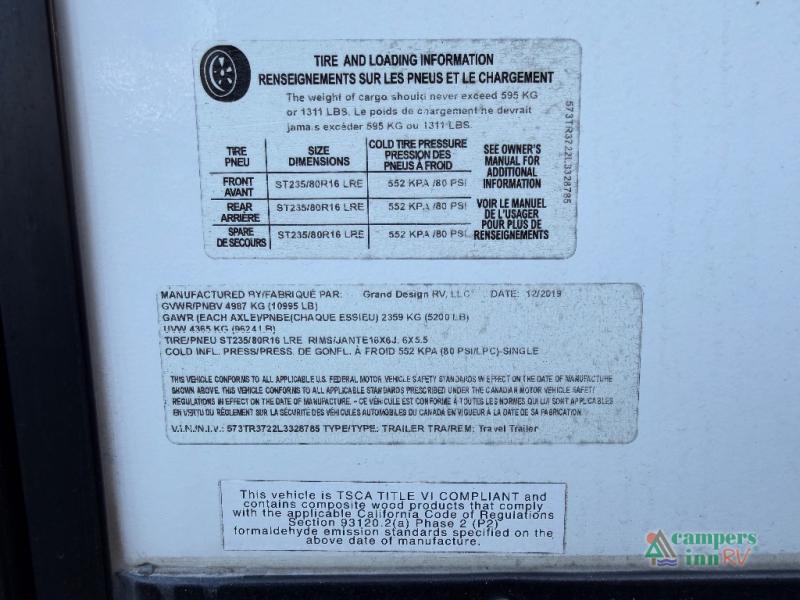 TIRE AND LOADING INFORMATION
RENSEIGNEMENTS SUR LES PNEUS ET LE CHARGEMENT
The weight of cargo should never exceed 595 KG
or 1311 LBS. Le poids de chargement ne devrait
jamais excéder 595 KG ou 1311 LBS.
TIRE PNEU SIZE DIMENSIONS COLD TIRE PRESSURE PRESSION DES PNEUS À FROID
FRONT AVANT ST235/80R16 LRE 552 KPA /80 PSI
REAR ARRIÈRE ST235/80R16 LRE 552 KPA /80 PSI
SPARE DE SECOURS ST235/80R16 LRE 552 KPA /80 PSI
SEE OWNER'S
MANUAL FOR
ADDITIONAL
INFORMATION
VOIR LE MANUEL
DE L'USAGER
POUR PLUS DE
RENSEIGNEMENTS
573TR3722L3328785
MANUFACTURED BY/FABRIQUÉ PAR: Grand Design RV, LLC DATE: 12/2019
GVWR/PNBV 4987 KG (10995 LB)
GAWR (EACH AXLE)/PNBE(CHAQUE ESSIEU) 2359 KG (5200 LB)
UVW 4365 KG (9624 LB)
TIRE/PNEU ST235/80R16 LRE RIMS/JANTE16X6J, 6X5.5
COLD INFL. PRESS/PRESS. DE GONFL. À FROID 552 KPA (80 PSI/LPC)-SINGLE
THIS VEHICLE CONFORMS TO ALL APPLICABLE U.S. FEDERAL MOTOR VEHICLE SAFETY STANDARDS IN EFFECT ON THE DATE OF MANUFACTURE
SHOWN ABOVE. THIS VEHICLE CONFORMS TO ALL APPLICABLE STANDARDS PRESCRIBED UNDER THE CANADIAN MOTOR VEHICLE SAFETY
REGULATIONS IN EFFECT ON THE DATE OF MANUFACTURE. - CE VÉHICULE EST CONFORME À TOUTES LES NORMES QUI LUI SONT APPLICABLES
EN VERTU DU RÈGLEMENT SUR LA SÉCURITÉ DES VÉHICULES AUTOMOBILES DU CANADA EN VIGUEUR À LA DATE DE SA FABRICATION.
V.I.N./N.I.V.: 573TR3722L3328785 TYPE/TYPE: TRAILER TRA/REM: Travel Trailer
This vehicle is TSCA TITLE VI COMPLIANT and
contains composite wood products that comply
with the applicable California Code of Regulations
Section 93120.2(a) Phase 2 (P2)
formaldehyde emission standards specified on the
above date of manufacture.
campers
inn RV